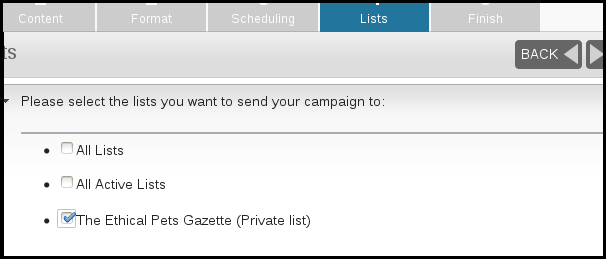 Content Format Scheduling Lists Finish
ts BACK
Please select the lists you want to send your campaign to:
All Lists
All Active Lists
The Ethical Pets Gazette (Private list)